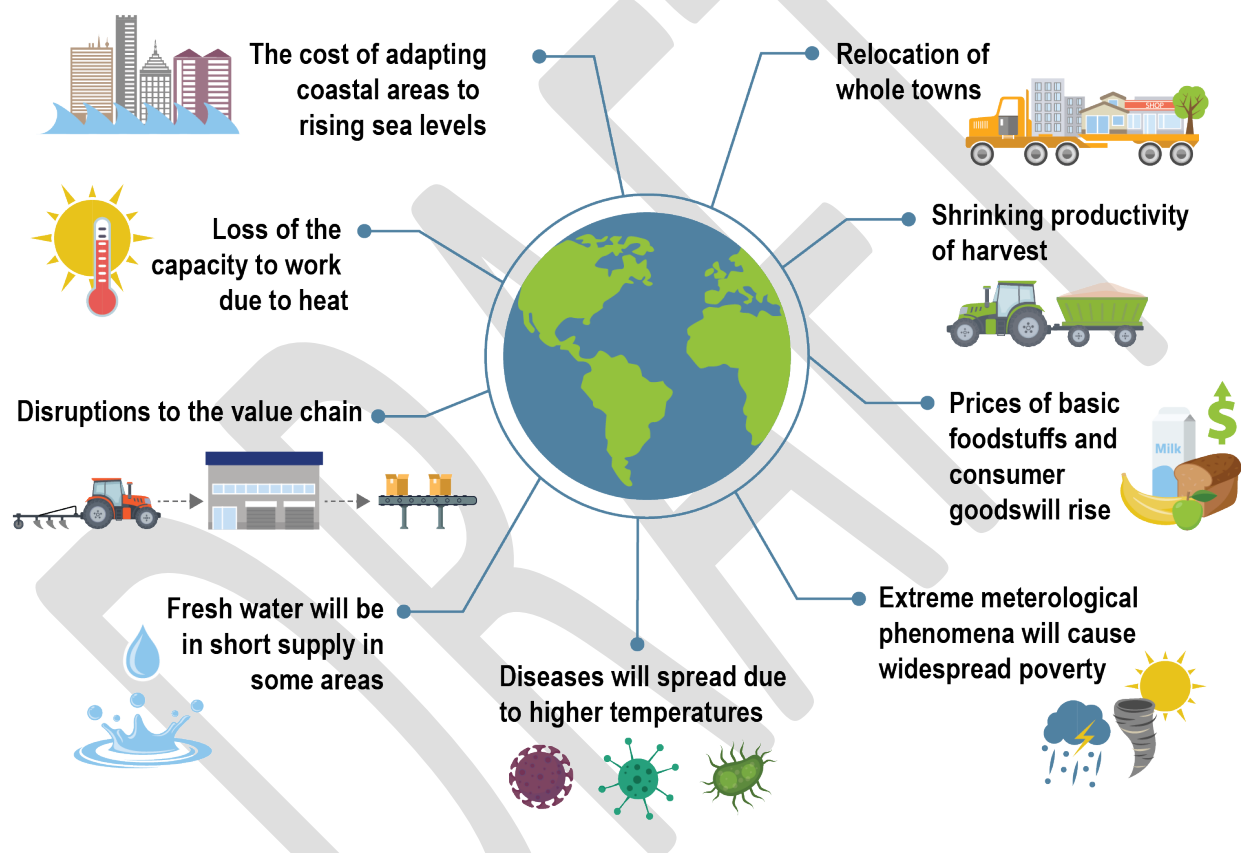 The cost of adapting
coastal areas to
rising sea levels
Relocation of
whole towns
SHOP
Loss of the
capacity to work
due to heat
Shrinking productivity
of harvest
Disruptions to the value chain
Prices of basic
foodstuffs and
consumer
goodswill rise
Milk
$
Fresh water will be
in short supply in
some areas
Extreme meterological
phenomena will cause
widespread poverty
Diseases will spread due
to higher temperatures
DRAFT